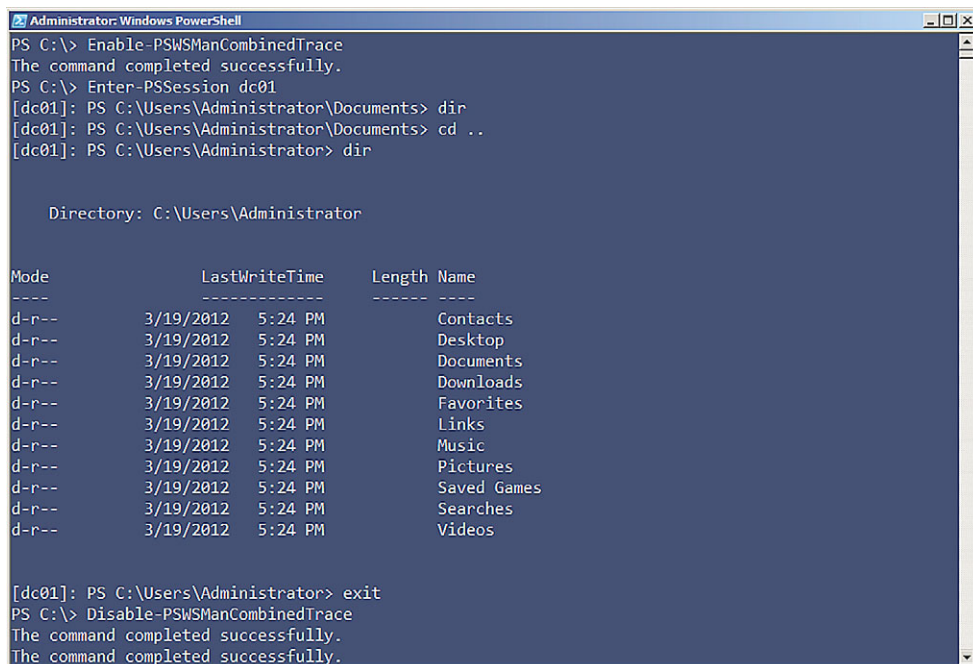 Administrator: Windows PowerShell
PS C:\> Enable-PSWSManCombinedTrace
The command completed successfully.
PS C:\> Enter-PSSession dc01
[dc01]: PS C:\Users\Administrator\Documents> dir
[dc01]: PS C:\Users\Administrator\Documents> cd ..
[dc01]: PS C:\Users\Administrator> dir
Directory: C:\Users\Administrator
Mode LastWriteTime Length Name
---- ------------- ------ ----
d-r-- 3/19/2012 5:24 PM Contacts
d-r-- 3/19/2012 5:24 PM Desktop
d-r-- 3/19/2012 5:24 PM Documents
d-r-- 3/19/2012 5:24 PM Downloads
d-r-- 3/19/2012 5:24 PM Favorites
d-r-- 3/19/2012 5:24 PM Links
d-r-- 3/19/2012 5:24 PM Music
d-r-- 3/19/2012 5:24 PM Pictures
d-r-- 3/19/2012 5:24 PM Saved Games
d-r-- 3/19/2012 5:24 PM Searches
d-r-- 3/19/2012 5:24 PM Videos
[dc01]: PS C:\Users\Administrator> exit
PS C:\> Disable-PSWSManCombinedTrace
The command completed successfully.
The command completed successfully.